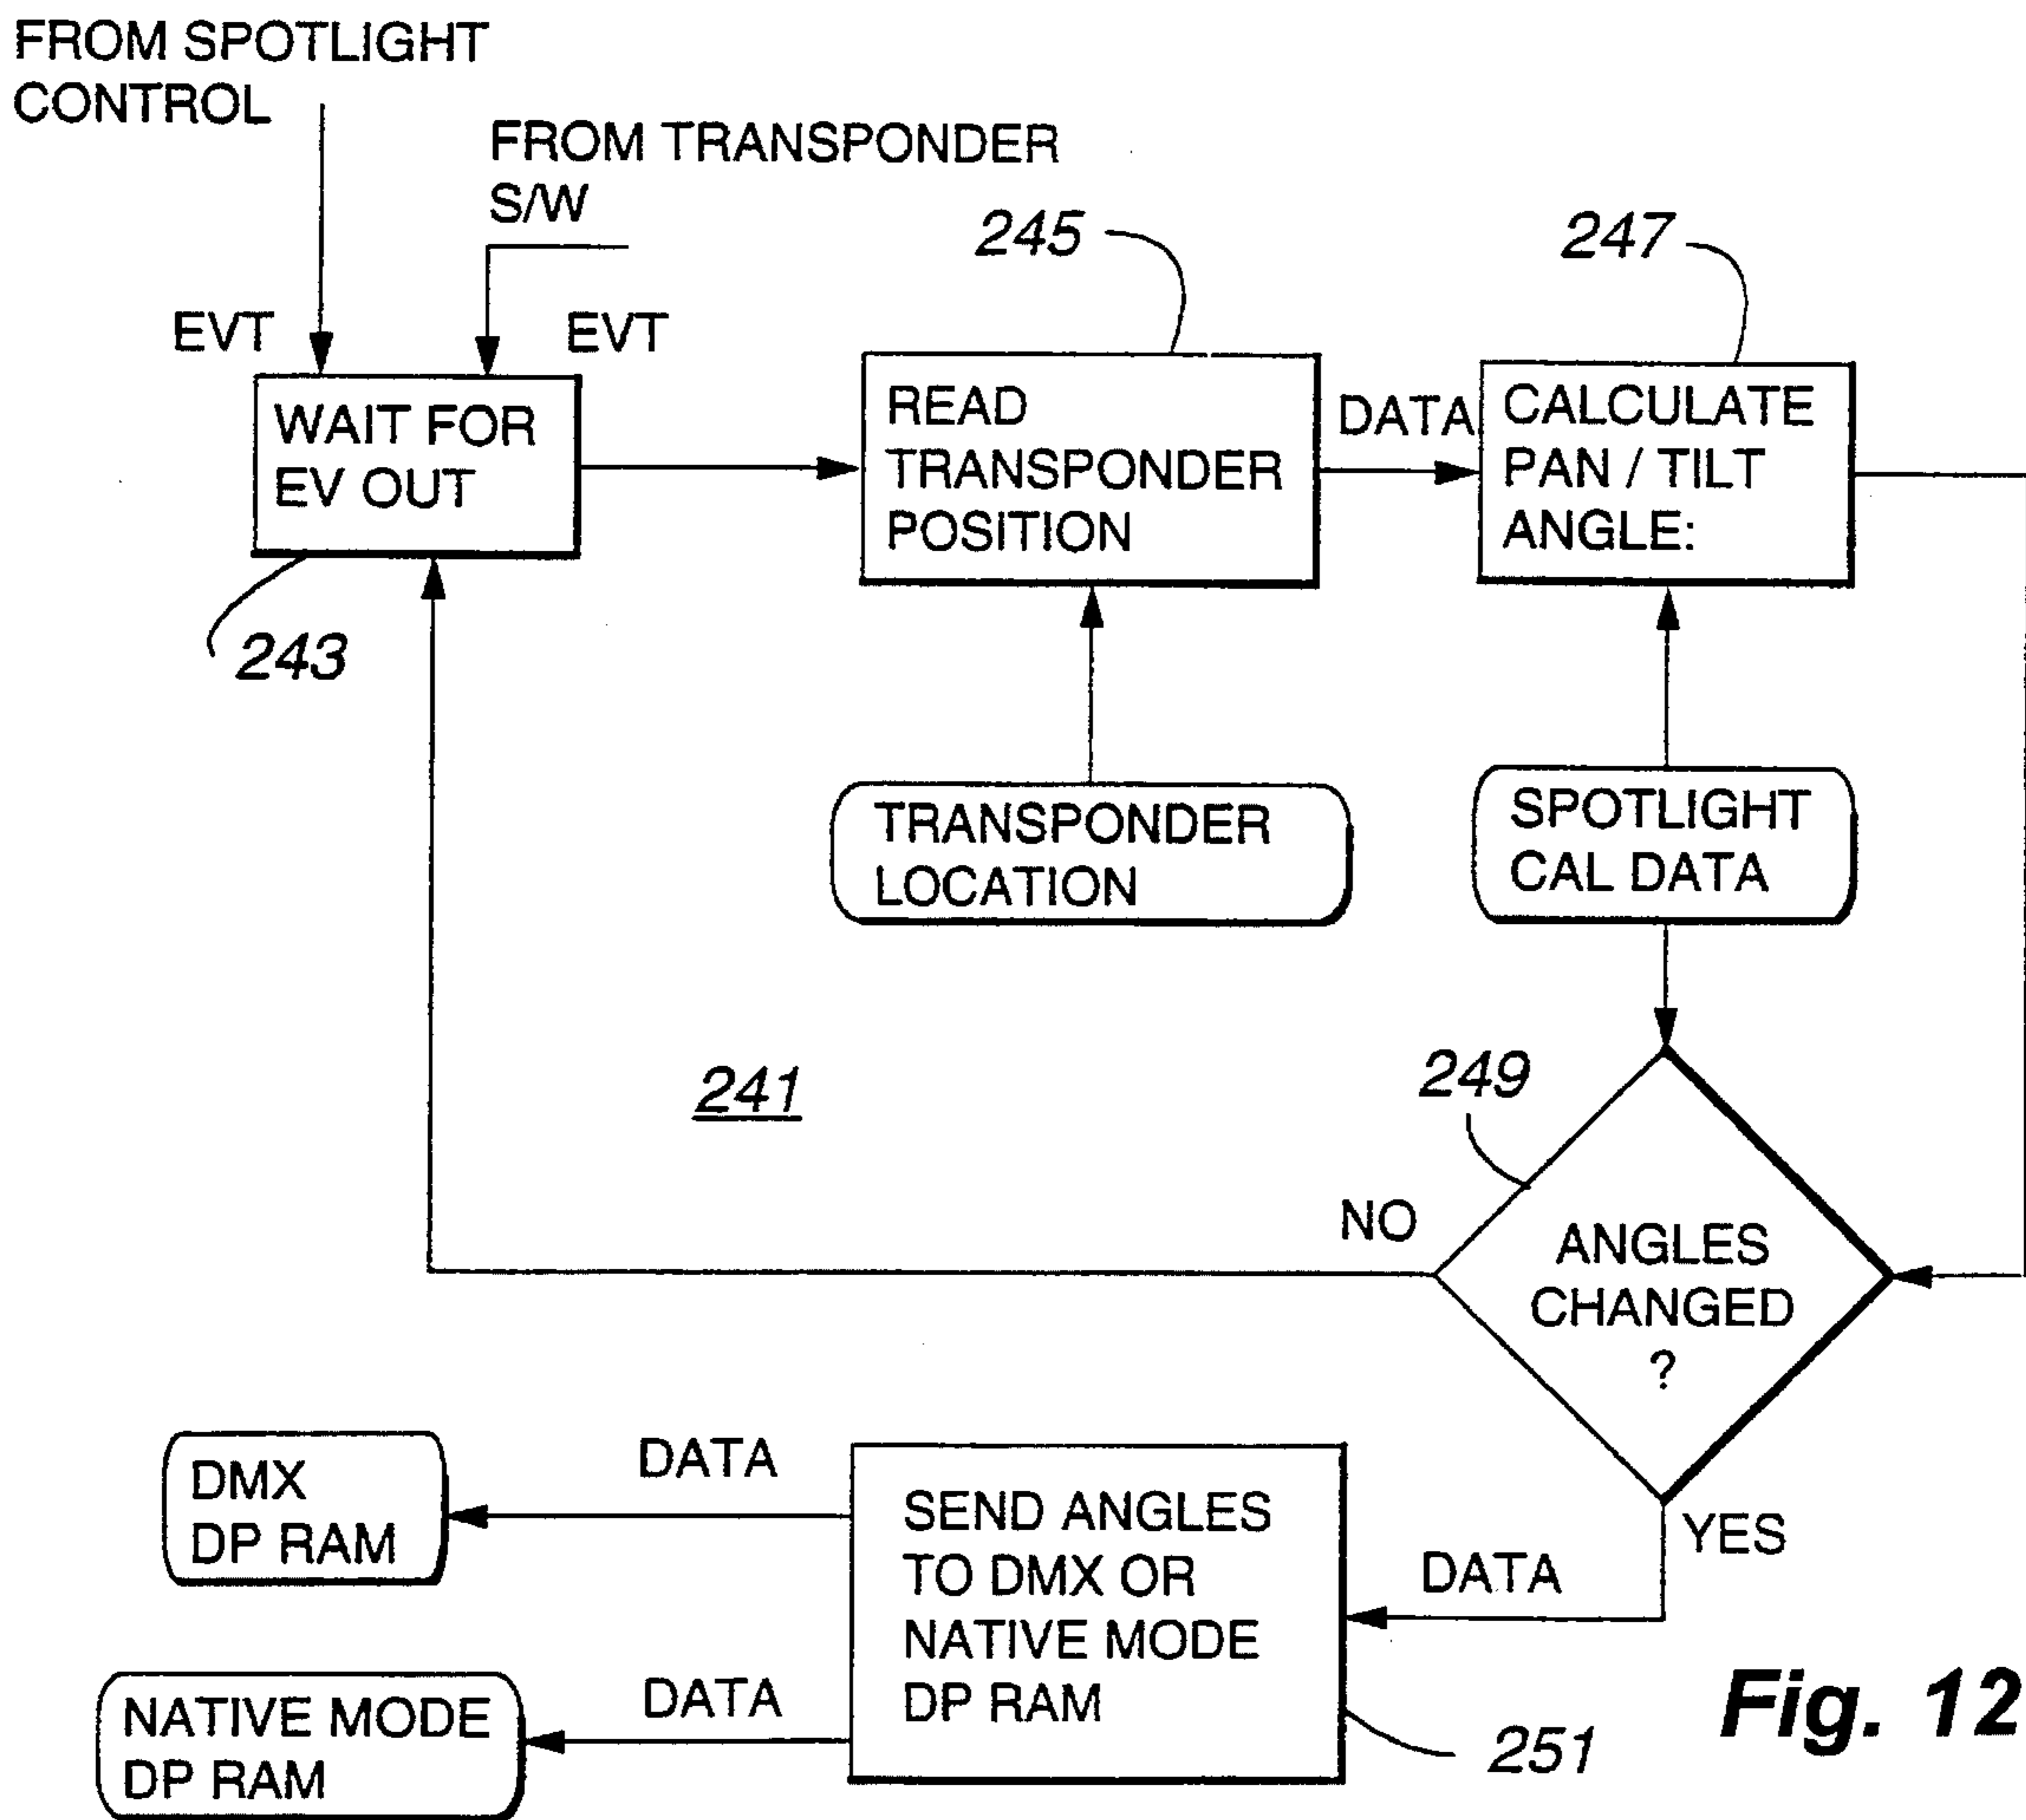 FROM SPOTLIGHT
CONTROL
FROM TRANSPONDER
S/W
245
247
EVT
EVT
WAIT FOR
EV OUT
READ
TRANSPONDER
POSITION
DATA
CALCULATE
PAN / TILT
ANGLE:
243
TRANSPONDER
LOCATION
SPOTLIGHT
CAL DATA
241
249
NO
ANGLES
CHANGED
?
YES
DATA
DMX
DP RAM
DATA
SEND ANGLES
TO DMX OR
NATIVE MODE
DP RAM
DATA
NATIVE MODE
DP RAM
251
Fig. 12